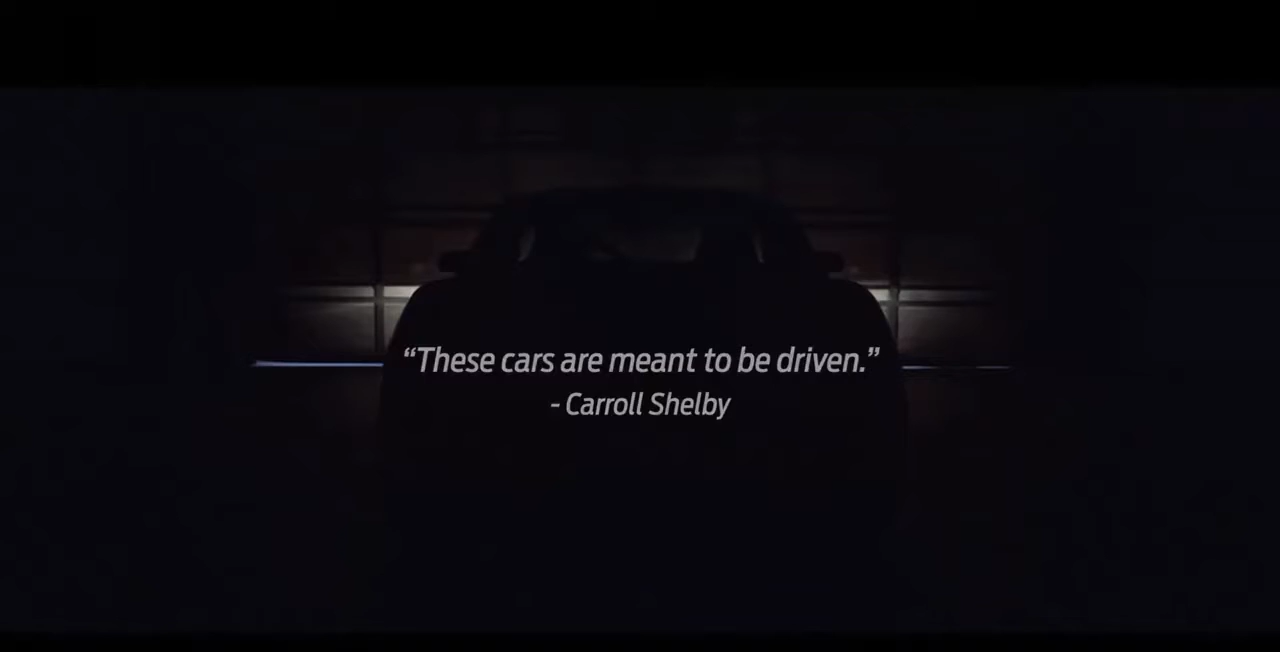 “These cars are meant to be driven.”
- Carroll Shelby